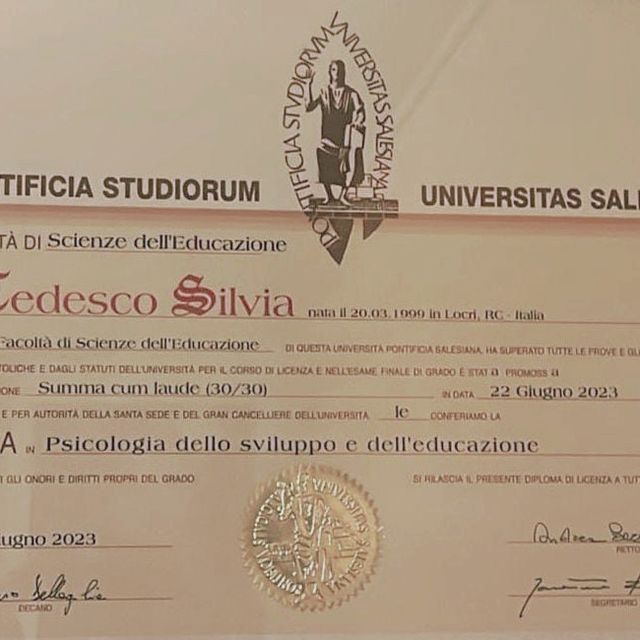 PONTIFICIA STVDIORVM VNIVERSITAS SALESIANA
TIFICIA STUDIORUM UNIVERSITAS SAL
TÀ DI Scienze dell'Educazione
Tedesco Silvia nata il 20.03.1999 in Locri, RC - Italia
Facoltà di Scienze dell'Educazione DI QUESTA UNIVERSITÀ PONTIFICIA SALESIANA, HA SUPERATO TUTTE LE PROVE E GLI
TOLICHE E DAGLI STATUTI DELL'UNIVERSITÀ PER IL CORSO DI LICENZA E NELL'ESAME FINALE DI GRADO È STATa PROMOSSa
IONE Summa cum laude (30/30) IN DATA 22 Giugno 2023
E PER AUTORITÀ DELLA SANTA SEDE E DEL GRAN CANCELLIERE DELL'UNIVERSITÀ le CONFERIAMO LA
A IN Psicologia dello sviluppo e dell'educazione
I GLI ONORI E DIRITTI PROPRI DEL GRADO SI RILASCIA IL PRESENTE DIPLOMA DI LICENZA A TUT
iugno 2023
RETTO
DECANO
SEGRETARIO